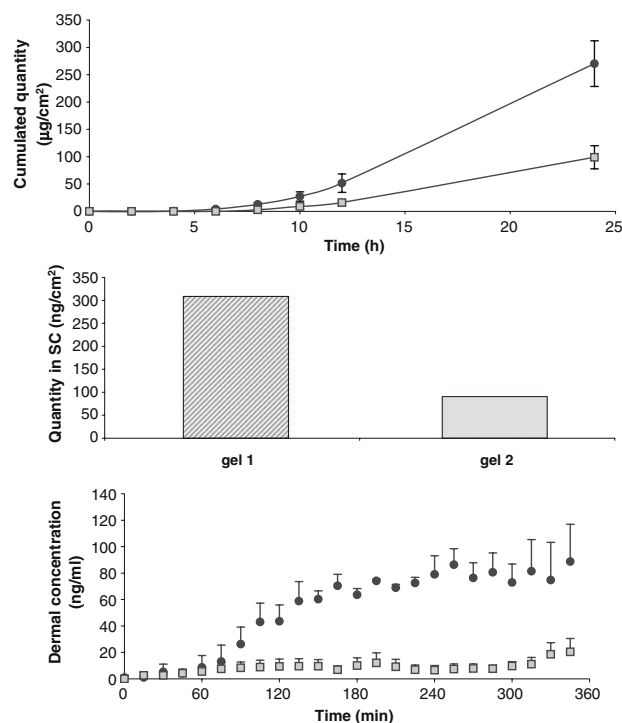 Cumulated quantity
(µg/cm²)
350
300
250
200
150
100
50
0
0 5 10 15 20 25
Time (h)
Quantity in SC (ng/cm²)
350
300
250
200
150
100
50
0
gel 1 gel 2
Dermal concentration
(ng/ml)
140
120
100
80
60
40
20
0
0 60 120 180 240 300 360
Time (min)